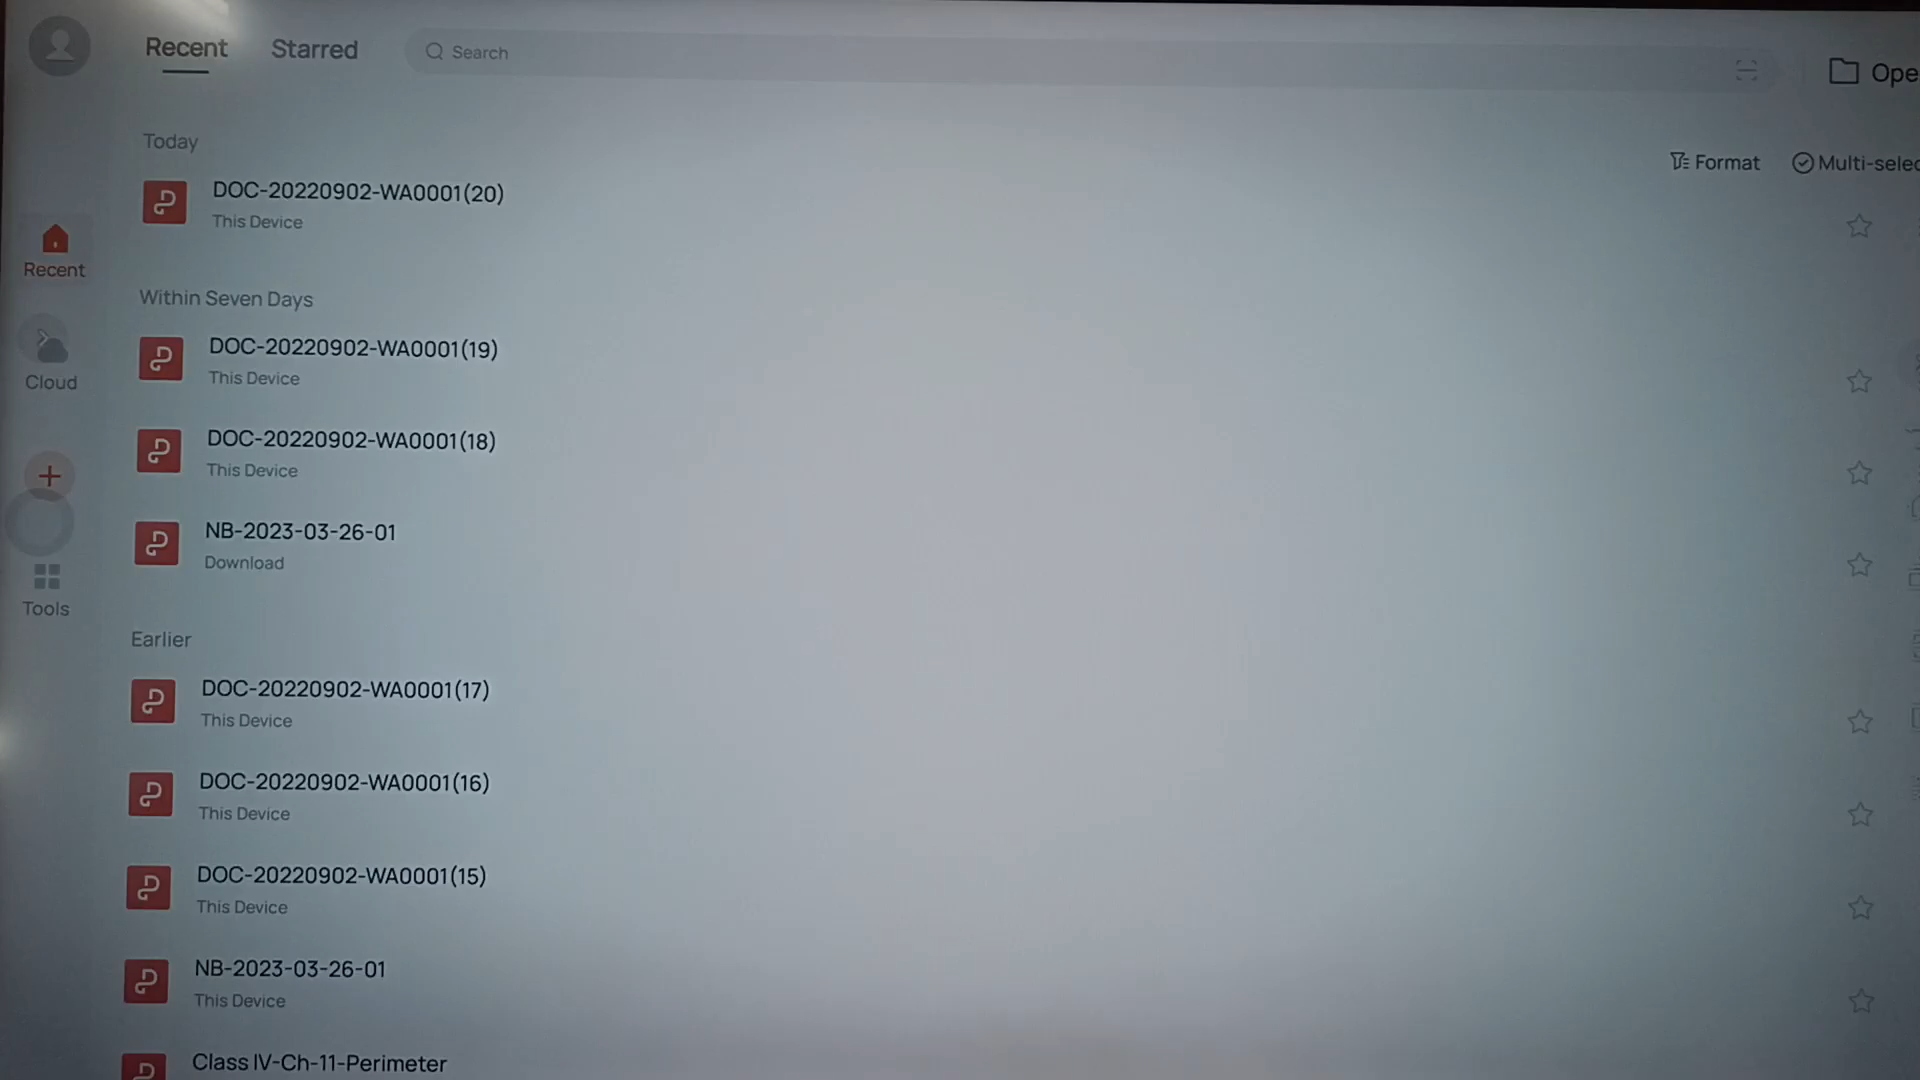 Recent
Starred
Search
Today
Format
DOC-20220902-WA0001(20)
This Device
Recent
Within Seven Days
DOC-20220902-WA0001(19)
This Device
Cloud
DOC-20220902-WA0001(18)
This Device
NB-2023-03-26-01
Download
Tools
Earlier
DOC-20220902-WA0001(17)
This Device
DOC-20220902-WA0001(16)
This Device
DOC-20220902-WA0001(15)
This Device
NB-2023-03-26-01
This Device
Class IV-Ch-11-Perimeter